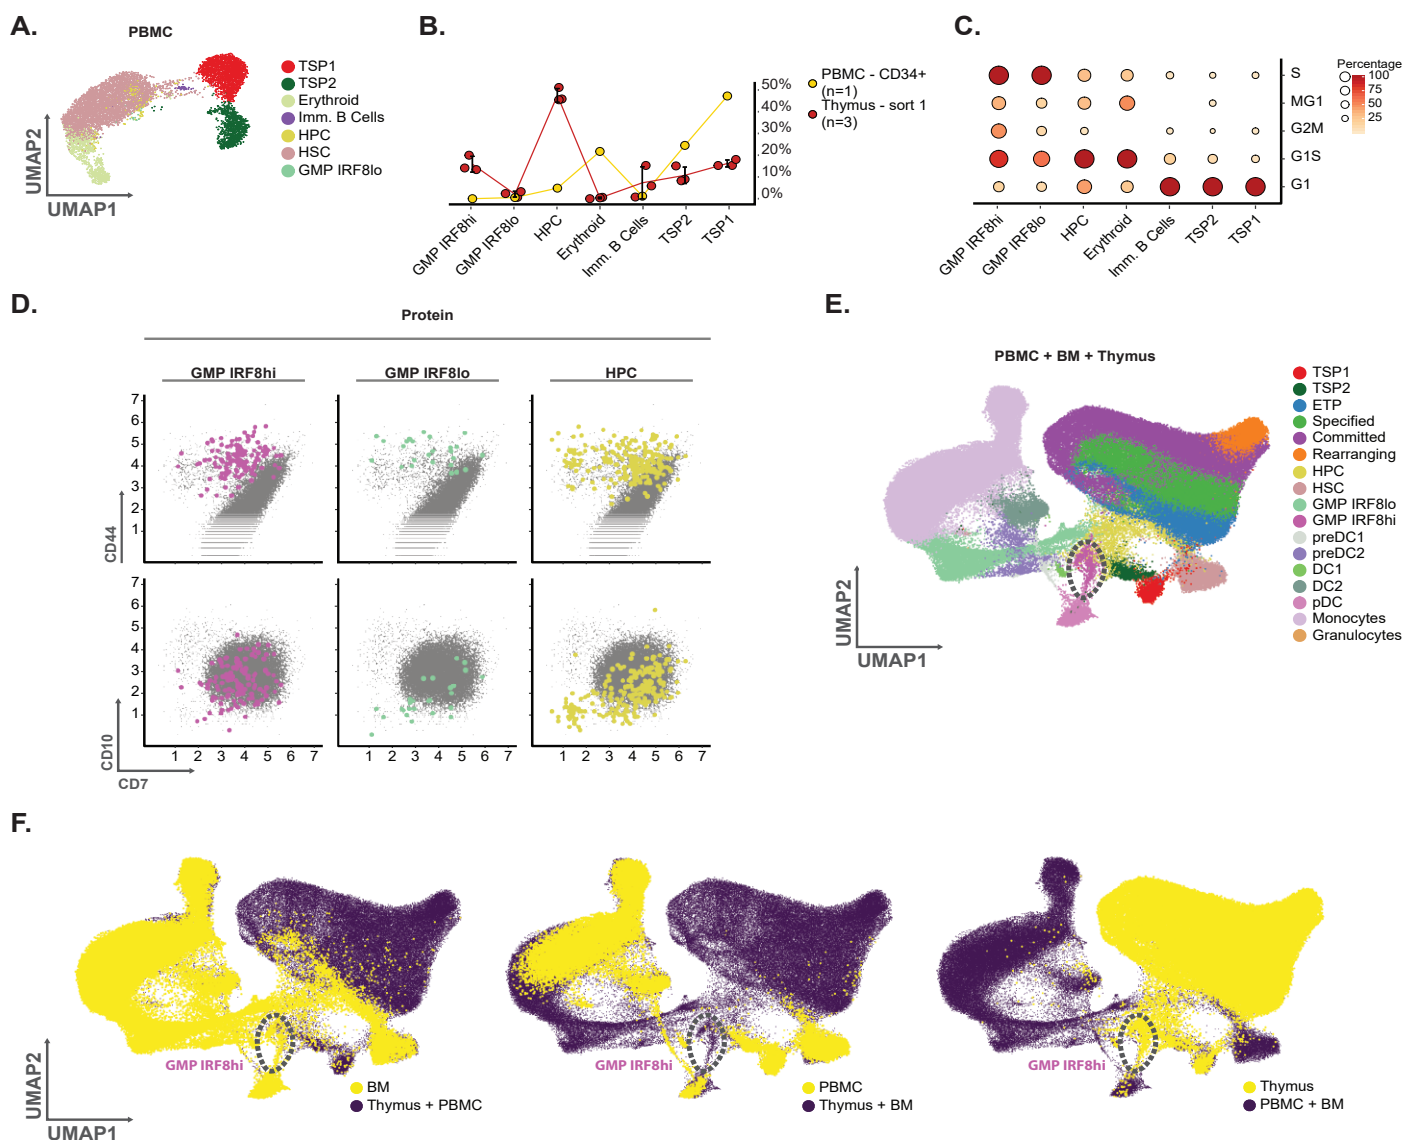 A.
PBMC
TSP1
TSP2
Erythroid
Imm. B Cells
HPC
HSC
GMP IRF8lo
UMAP2
UMAP1
B.
50%
40%
30%
20%
10%
0%
PBMC - CD34+
(n=1)
Thymus - sort 1
(n=3)
GMP IRF8hi
GMP IRF8lo
HPC
Erythroid
Imm. B Cells
TSP2
TSP1
C.
Percentage
100
75
50
25
S
MG1
G2M
G1S
G1
GMP IRF8hi
GMP IRF8lo
HPC
Erythroid
Imm. B Cells
TSP2
TSP1
D.
Protein
GMP IRF8hi
GMP IRF8lo
HPC
7
6
5
4
3
2
1
CD44
7
6
5
4
3
2
1
CD10
1 2 3 4 5 6 7
1 2 3 4 5 6 7
1 2 3 4 5 6 7
CD7
E.
PBMC + BM + Thymus
TSP1
TSP2
ETP
Specified
Committed
Rearranging
HPC
HSC
GMP IRF8lo
GMP IRF8hi
preDC1
preDC2
DC1
DC2
pDC
Monocytes
Granulocytes
UMAP2
UMAP1
F.
GMP IRF8hi
BM
Thymus + PBMC
UMAP2
UMAP1
GMP IRF8hi
PBMC
Thymus + BM
GMP IRF8hi
Thymus
PBMC + BM